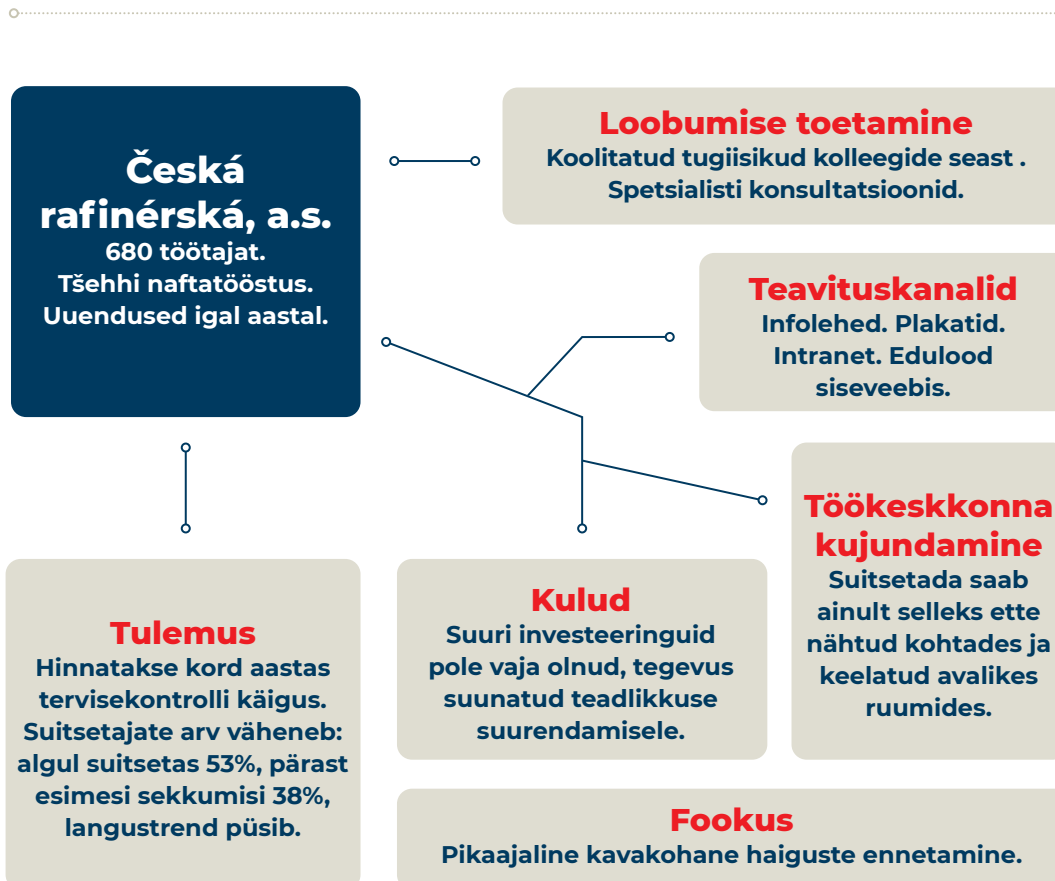 Česká
rafinérská, a.s.
680 töötajat.
Tšehhi naftatööstus.
Uuendused igal aastal.
Loobumise toetamine
Koolitatud tugiisikud kolleegide seast .
Spetsialisti konsultatsioonid.
Teavituskanalid
Infolehed. Plakatid.
Intranet. Edulood
siseveebis.
Töökeskkonna
kujundamine
Suitsetada saab
ainult selleks ette
nähtud kohtades ja
keelatud avalikes
ruumides.
Tulemus
Hinnatakse kord aastas
tervisekontrolli käigus.
Suitsetajate arv väheneb:
algul suitsetas 53%, pärast
esimesi sekkumisi 38%,
langustrend püsib.
Kulud
Suuri investeeringuid
pole vaja olnud, tegevus
suunatud teadlikkuse
suurendamisele.
Fookus
Pikaajaline kavakohane haiguste ennetamine.